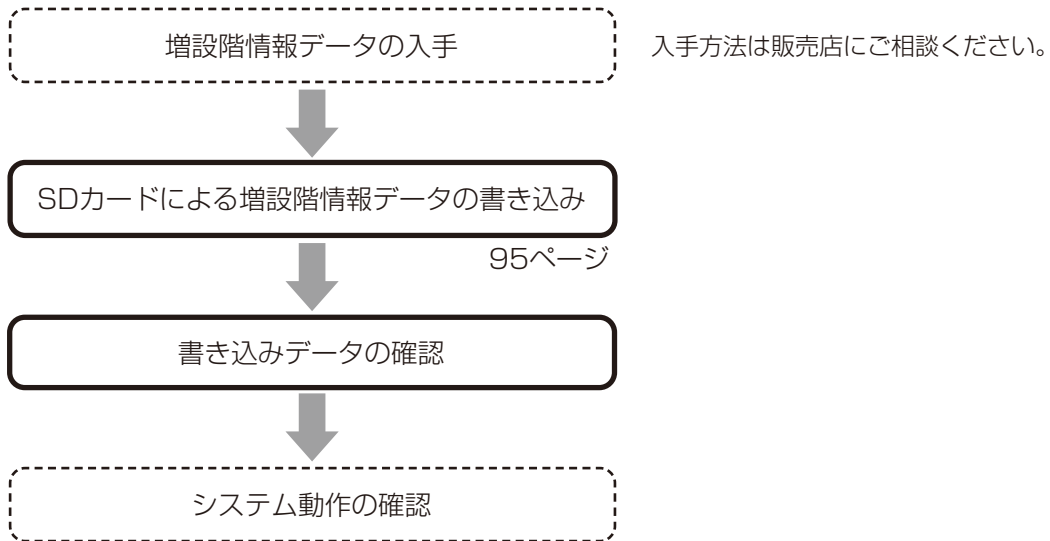 増設階情報データの入手
入手方法は販売店にご相談ください。
SDカードによる増設階情報データの書き込み
95ページ
書き込みデータの確認
システム動作の確認